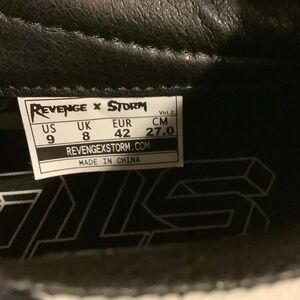 REVENGE X STORM
Vol.2
US UK EUR CM
9 8 42 27.0
REVENGEXSTORM.COM
MADE IN CHINA